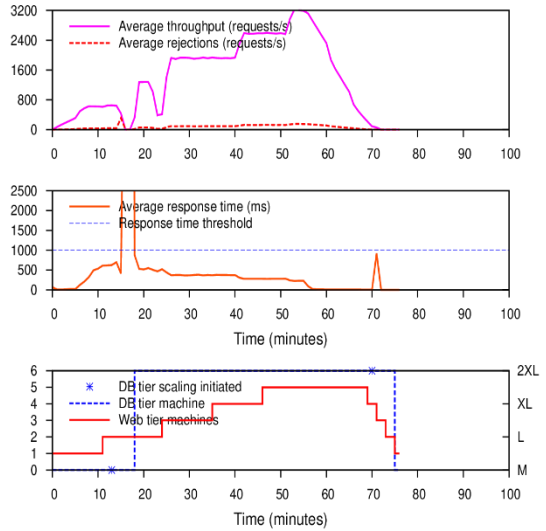 3200
2400
1600
800
0
Average throughput (requests/s)
Average rejections (requests/s)
0 10 20 30 40 50 60 70 80 90 100
2500
2000
1500
1000
500
0
Average response time (ms)
Response time threshold
0 10 20 30 40 50 60 70 80 90 100
Time (minutes)
6
5
4
3
2
1
0
DB tier scaling initiated
DB tier machine
Web tier machines
2XL
XL
L
M
0 10 20 30 40 50 60 70 80 90 100
Time (minutes)